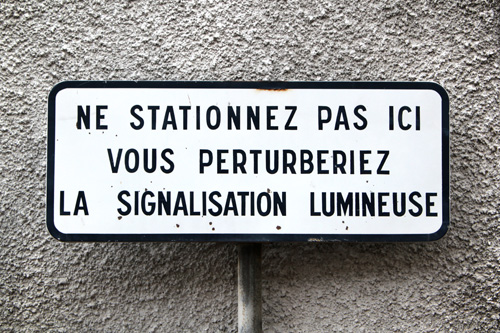 NE STATIONNEZ PAS ICI
VOUS PERTURBERIEZ
LA SIGNALISATION LUMINEUSE